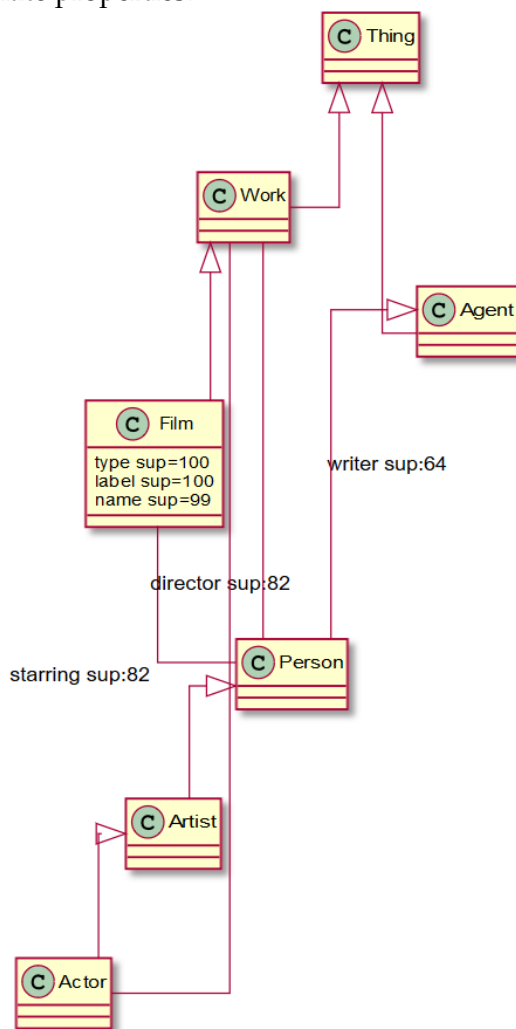 C Thing
C Work
C Agent
C Film
type sup=100
label sup=100
name sup=99
writer sup:64
director sup:82
C Person
starring sup:82
C Artist
C Actor